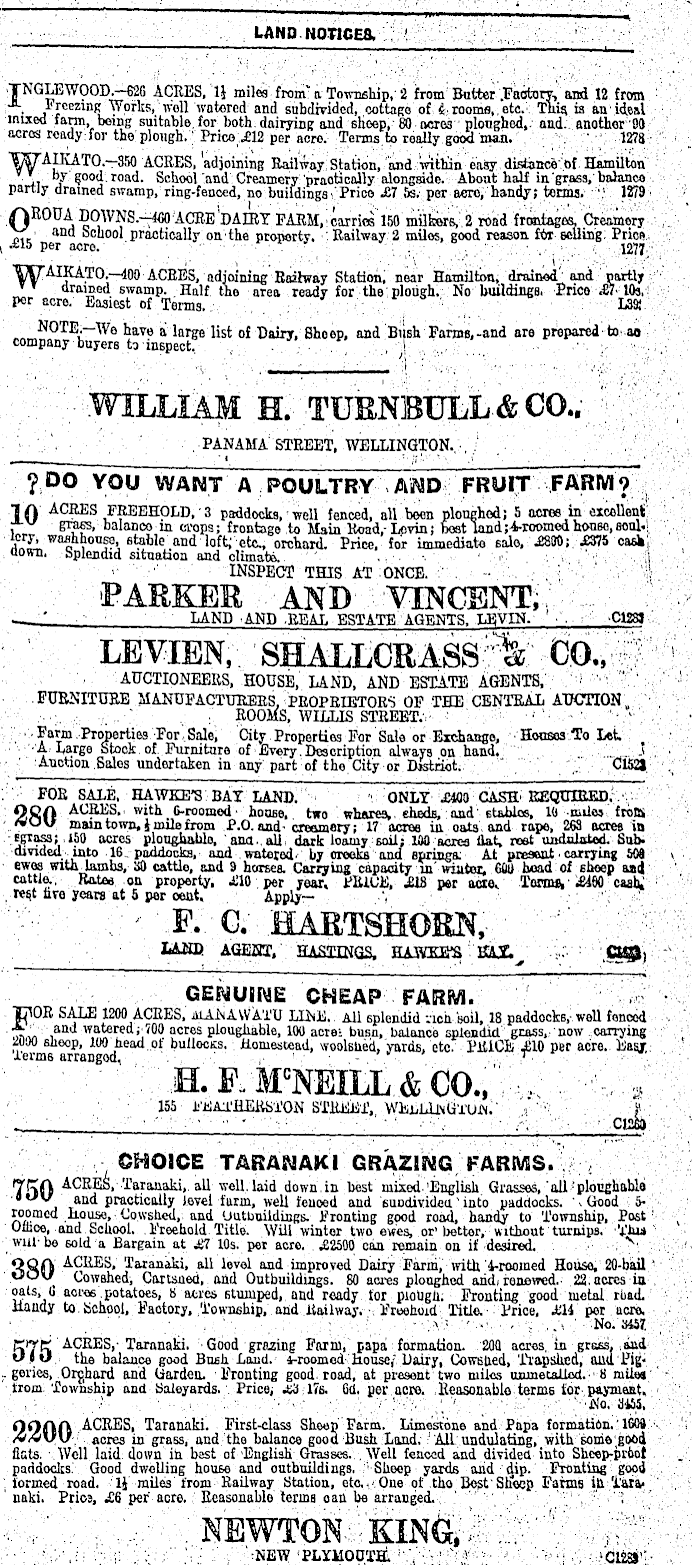 LAND NOTICES.
INGLEWOOD.—626 ACRES, 1½ miles from a Township, 2 from Butter Factory, and 12 from
Freezing Works, well watered and subdivided, cottage of 4 rooms, etc. This is an ideal
mixed farm, being suitable for both dairying and sheep, 80 acres ploughed, and another 90
acres ready for the plough. Price £12 per acre. Terms to really good man. 1278
WAIKATO.—350 ACRES, adjoining Railway Station, and within easy distance of Hamilton
by good road. School and Creamery practically alongside. About half in grass, balance
partly drained swamp, ring-fenced, no buildings. Price £7 5s. per acre, handy; terms. 1279
OROUA DOWNS.—460 ACRE DAIRY FARM, carries 150 milkers, 2 road frontages, Creamery
and School practically on the property. Railway 2 miles, good reason for selling. Price
£15 per acre. 1277
WAIKATO.—400 ACRES, adjoining Railway Station, near Hamilton, drained and partly
drained swamp. Half the area ready for the plough. No buildings. Price £7 10s.
per acre. Easiest of Terms.
NOTE.—We have a large list of Dairy, Sheep, and Bush Farms, and are prepared to ac
company buyers to inspect.
WILLIAM H. TURNBULL & CO.,
PANAMA STREET, WELLINGTON.
? DO YOU WANT A POULTRY AND FRUIT FARM?
10 ACRES FREEHOLD, 3 paddocks, well fenced, all been ploughed; 5 acres in excellent
grass, balance in crops; frontage to Main Road, Levin; best land; 4-roomed house, scul-
lery, washhouse, stable and loft, etc., orchard. Price, for immediate sale, £890; £375 cash
down. Splendid situation and climate.
INSPECT THIS AT ONCE.
PARKER AND VINCENT,
LAND AND REAL ESTATE AGENTS, LEVIN. C1283
LEVIEN, SHALLCRASS & CO.,
AUCTIONEERS, HOUSE, LAND, AND ESTATE AGENTS,
FURNITURE MANUFACTURERS, PROPRIETORS OF THE CENTRAL AUCTION
ROOMS, WILLIS STREET.
Farm Properties For Sale, City Properties For Sale or Exchange, Houses To Let.
A Large Stock of Furniture of Every Description always on hand.
Auction Sales undertaken in any part of the City or District. C1523
FOR SALE, HAWKE'S BAY LAND. ONLY £400 CASH REQUIRED.
280 ACRES, with 6-roomed house, two whares, sheds, and stables, 16 miles from
main town, ½ mile from P.O. and creamery; 17 acres in oats and rape, 263 acres in
grass; 150 acres ploughable, and all dark loamy soil; 100 acres flat, rest undulated. Sub-
divided into 16 paddocks, and watered by creeks and springs. At present carrying 500
ewes with lambs, 30 cattle, and 9 horses. Carrying capacity in winter, 600 head of sheep and
cattle. Rates on property, £10 per year. PRICE, £18 per acre. Terms, £400 cash,
rest five years at 5 per cent. Apply—
F. C. HARTSHORN,
LAND AGENT, HASTINGS, HAWKE'S BAY.
GENUINE CHEAP FARM.
FOR SALE 1200 ACRES, MANAWATU LINE. All splendid rich soil, 18 paddocks, well fenced
and watered; 700 acres ploughable, 100 acres bush, balance splendid grass, now carrying
2000 sheep, 100 head of bullocks. Homestead, woolshed, yards, etc. PRICE £10 per acre. Easy
Terms arranged.
H. F. McNEILL & CO.,
155 FEATHERSTON STREET, WELLINGTON.
C1260
CHOICE TARANAKI GRAZING FARMS.
750 ACRES, Taranaki, all well laid down in best mixed English Grasses, all ploughable
and practically level farm, well fenced and subdivided into paddocks. Good 5-
roomed House, Cowshed, and Outbuildings. Fronting good road, handy to Township, Post
Office, and School. Freehold Title. Will winter two ewes, or better, without turnips. This
will be sold a Bargain at £7 10s. per acre. £2500 can remain on if desired.
380 ACRES, Taranaki, all level and improved Dairy Farm, with 4-roomed House, 20-bail
Cowshed, Cartshed, and Outbuildings. 80 acres ploughed and renewed. 22 acres in
oats, 6 acres potatoes, 8 acres stumped, and ready for plough. Fronting good metal road.
Handy to School, Factory, Township, and Railway. Freehold Title. Price, £14 per acre.
No. 3457
575 ACRES, Taranaki. Good grazing Farm, papa formation. 200 acres in grass, and
the balance good Bush Land. 4-roomed House, Dairy, Cowshed, Trapshed, and Pig-
geries, Orchard and Garden. Fronting good road, at present two miles unmetalled. 8 miles
from Township and Saleyards. Price, £3 17s. 6d. per acre. Reasonable terms for payment.
No. 3455.
2200 ACRES, Taranaki. First-class Sheep Farm. Limestone and Papa formation. 1600
acres in grass, and the balance good Bush Land. All undulating, with some good
flats. Well laid down in best of English Grasses. Well fenced and divided into Sheep-proof
paddocks. Good dwelling house and outbuildings. Sheep yards and dip. Fronting good
formed road. 1½ miles from Railway Station, etc. One of the Best Sheep Farms in Tara-
naki. Price, £6 per acre. Reasonable terms can be arranged.
NEWTON KING,
NEW PLYMOUTH. C1289